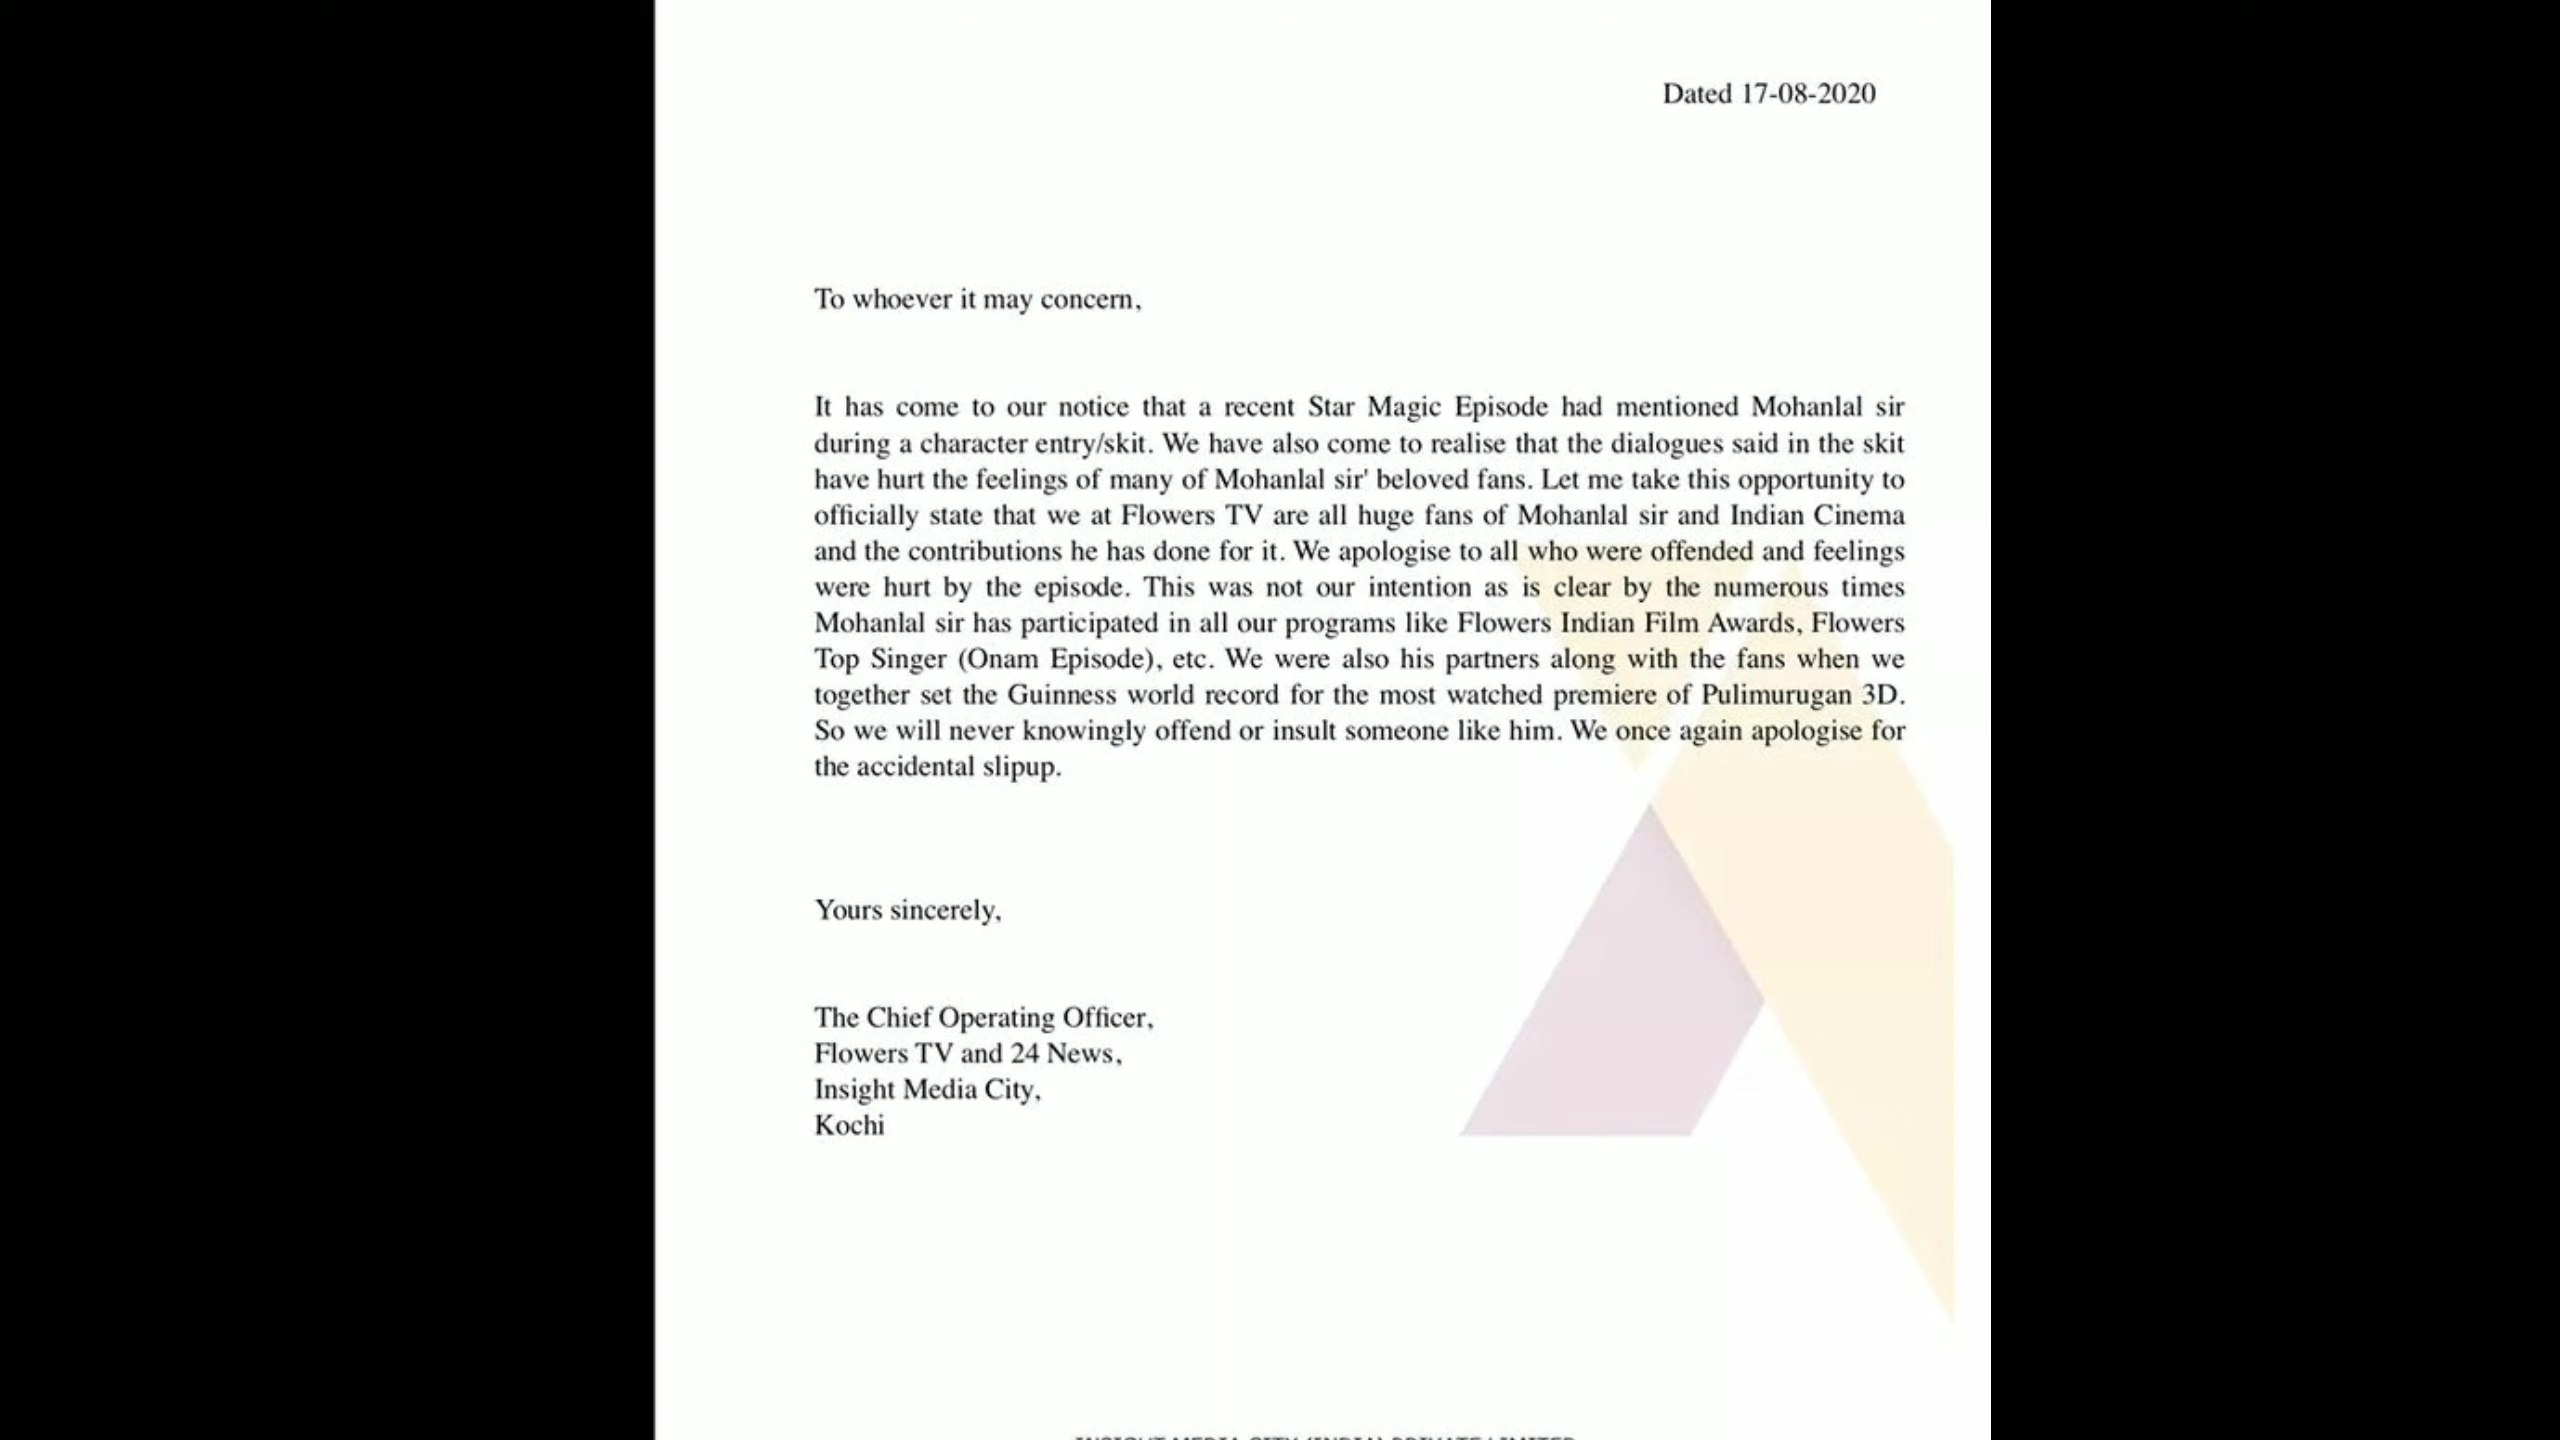 Dated 17-08-2020
To whoever it may concern,
It has come to our notice that a recent Star Magic Episode had mentioned Mohanlal sir
during a character entry/skit. We have also come to realise that the dialogues said in the skit
have hurt the feelings of many of Mohanlal sir' beloved fans. Let me take this opportunity to
officially state that we at Flowers TV are all huge fans of Mohanlal sir and Indian Cinema
and the contributions he has done for it. We apologise to all who were offended and feelings
were hurt by the episode. This was not our intention as is clear by the numerous times
Mohanlal sir has participated in all our programs like Flowers Indian Film Awards, Flowers
Top Singer (Onam Episode), etc. We were also his partners along with the fans when we
together set the Guinness world record for the most watched premiere of Pulimurugan 3D.
So we will never knowingly offend or insult someone like him. We once again apologise for
the accidental slipup.
Yours sincerely,
The Chief Operating Officer,
Flowers TV and 24 News,
Insight Media City,
Kochi
INSIGHT MEDIA CITY (INDIA) PRIVATE LIMITED